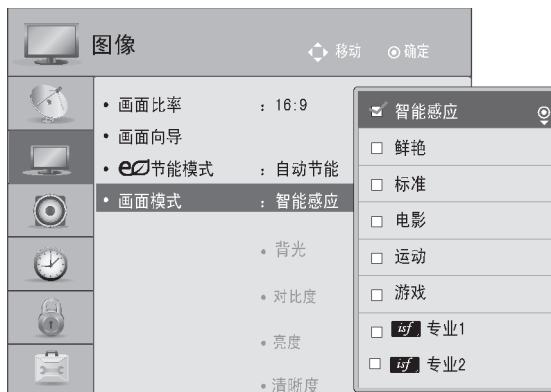 图像
移动 确定
• 画面比率 : 16:9
• 画面向导
• eco节能模式 : 自动节能
• 画面模式 : 智能感应
• 背光
• 对比度
• 亮度
• 清晰度
智能感应
鲜艳
标准
电影
运动
游戏
isf 专业1
isf 专业2